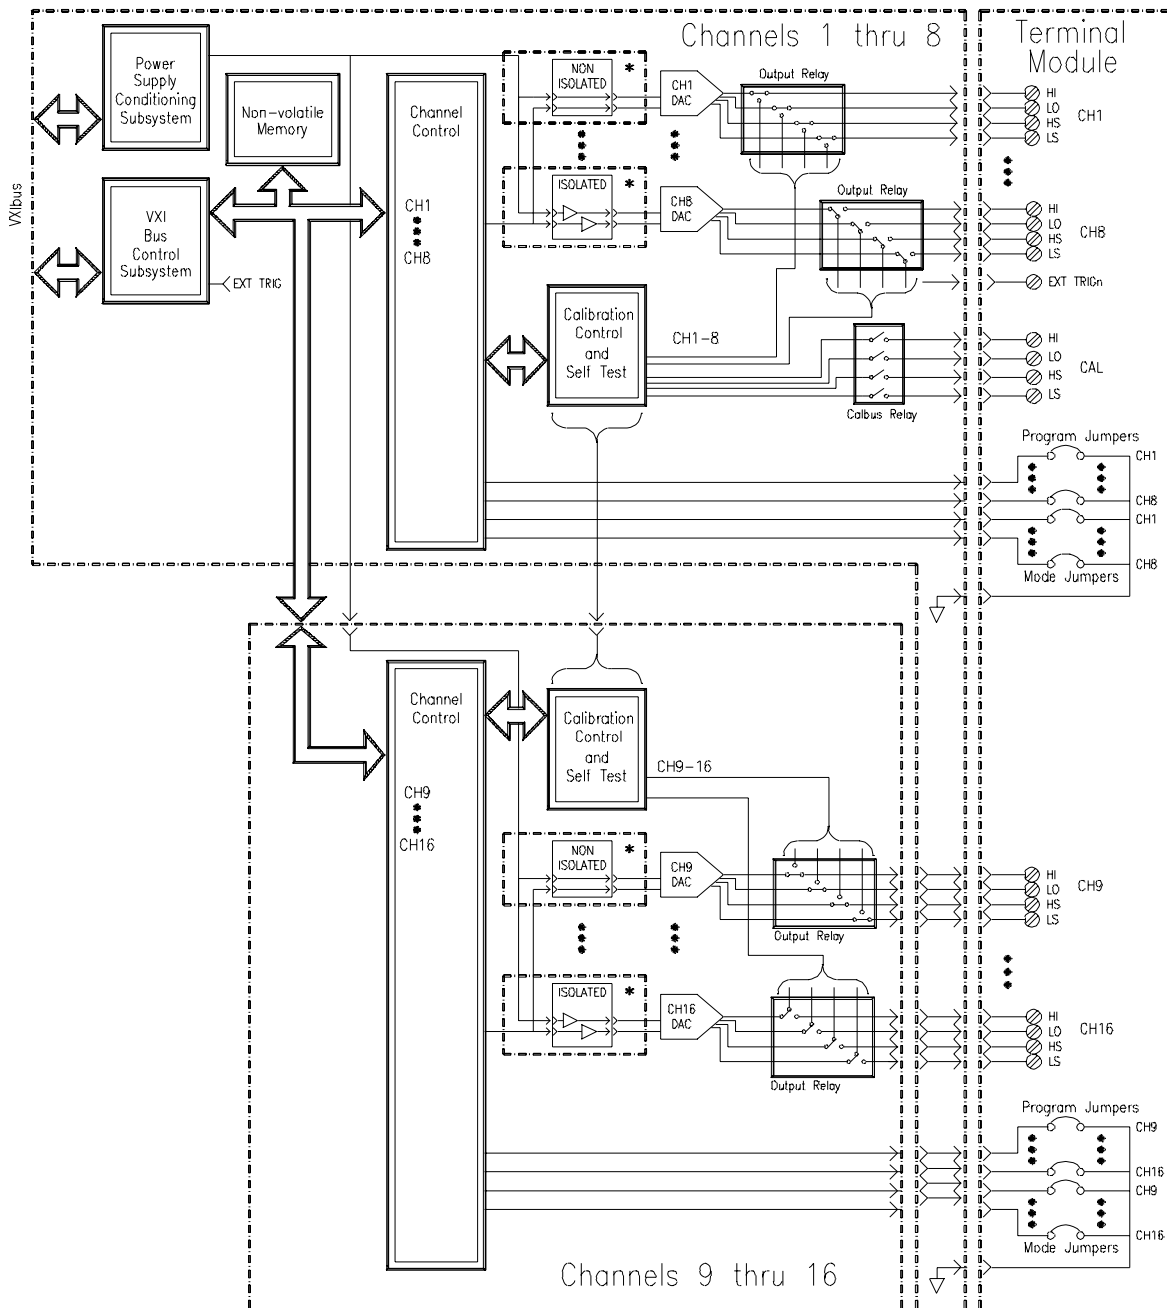 Channels 1 thru 8
Terminal
Module
VXIbus
Power
Supply
Conditioning
Subsystem
Non-volatile
Memory
VXI
Bus
Control
Subsystem
EXT TRIG
Channel
Control
CH1
CH8
NON
ISOLATED
*
CH1
DAC
Output Relay
HI
LO
HS
LS
CH1
ISOLATED
*
CH8
DAC
Output Relay
HI
LO
HS
LS
CH8
EXT TRIGn
Calibration
Control
and
Self Test
CH1-8
Calbus Relay
HI
LO
HS
LS
CAL
Program Jumpers
CH1
CH8
CH1
CH8
Mode Jumpers
Channel
Control
CH9
CH16
Calibration
Control
and
Self Test
CH9-16
NON
ISOLATED
*
CH9
DAC
Output Relay
HI
LO
HS
LS
CH9
ISOLATED
*
CH16
DAC
Output Relay
HI
LO
HS
LS
CH16
Program Jumpers
CH9
CH16
CH9
CH16
Mode Jumpers
Channels 9 thru 16